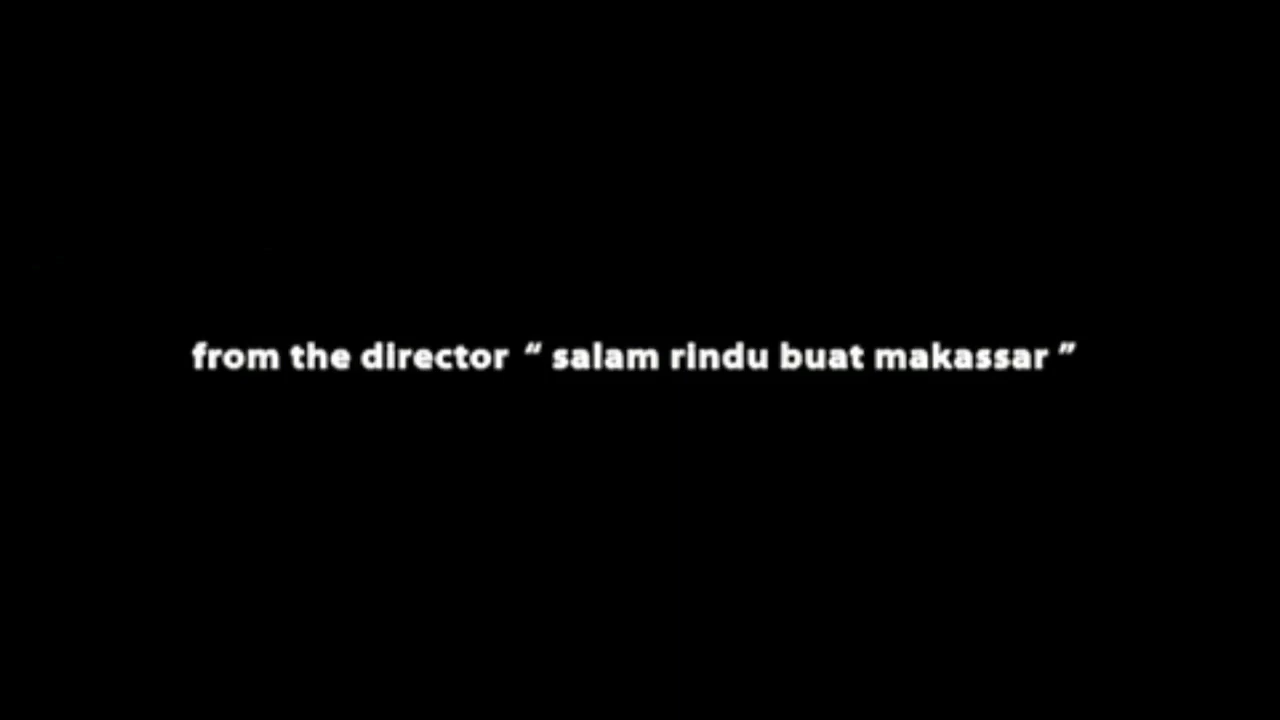 from the director “ salam rindu buat makassar ”